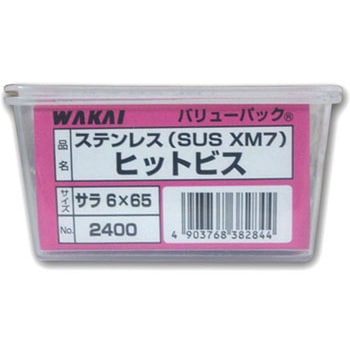 WAKAI バリューパック®
品名 ステンレス(SUS XM7)
ヒットビス
サイズ サラ 6×65
No. 2400
4 903768 382844